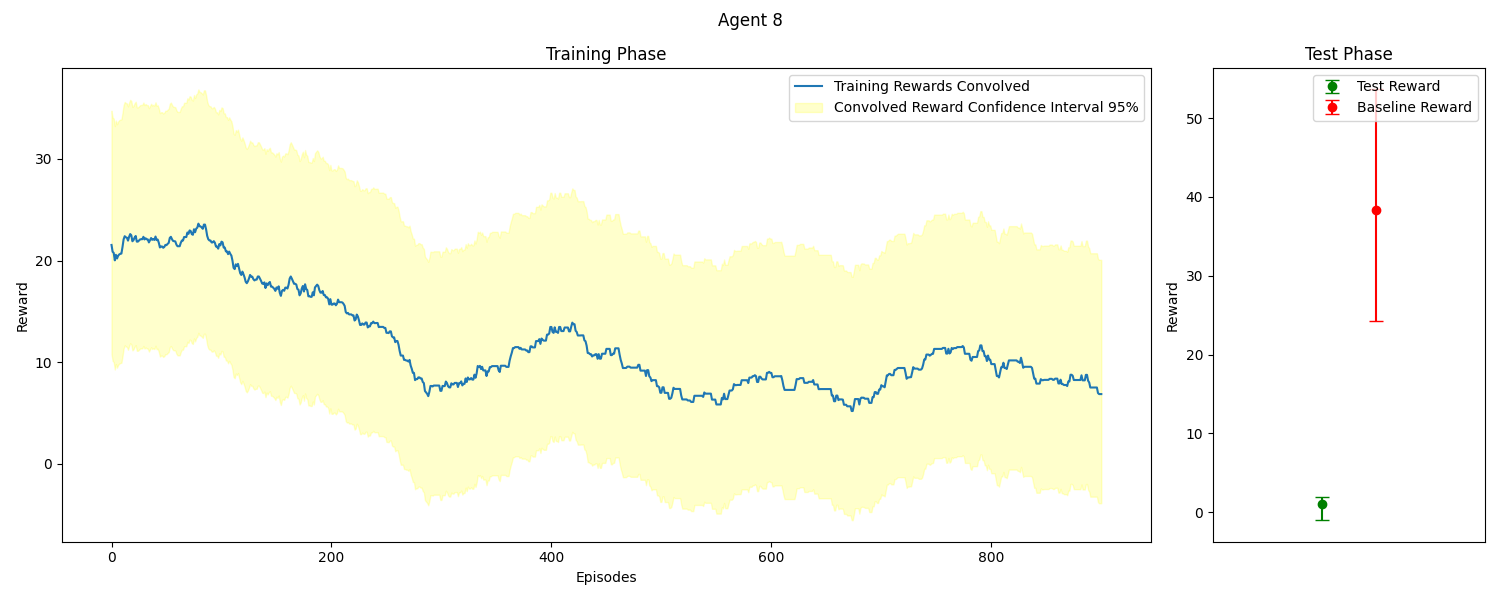 Agent 8
Training Phase
Training Rewards Convolved
Convolved Reward Confidence Interval 95%
Reward
30
20
10
0
0
200
400
600
800
Episodes
Test Phase
Test Reward
Baseline Reward
Reward
50
40
30
20
10
0